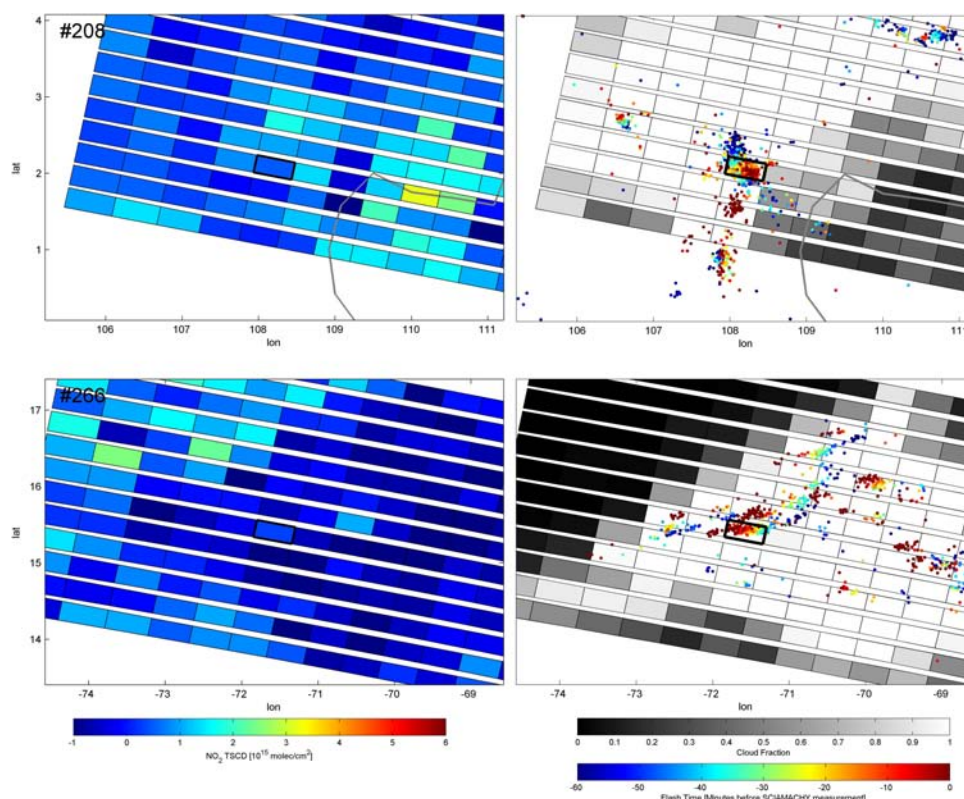 #208
4
3
2
1
lat
106 107 108 109 110 111
lon
106 107 108 109 110 111
lon
#266
17
16
15
14
lat
-74 -73 -72 -71 -70 -69
lon
-74 -73 -72 -71 -70 -69
lon
-1 0 1 2 3 4 5 6
NO2 TSCD [10^15 molec/cm^2]
0 0.1 0.2 0.3 0.4 0.5 0.6 0.7 0.8 0.9 1
Cloud Fraction
-60 -50 -40 -30 -20 -10 0
Flash Time [Minutes before SCIAMACHY measurement]